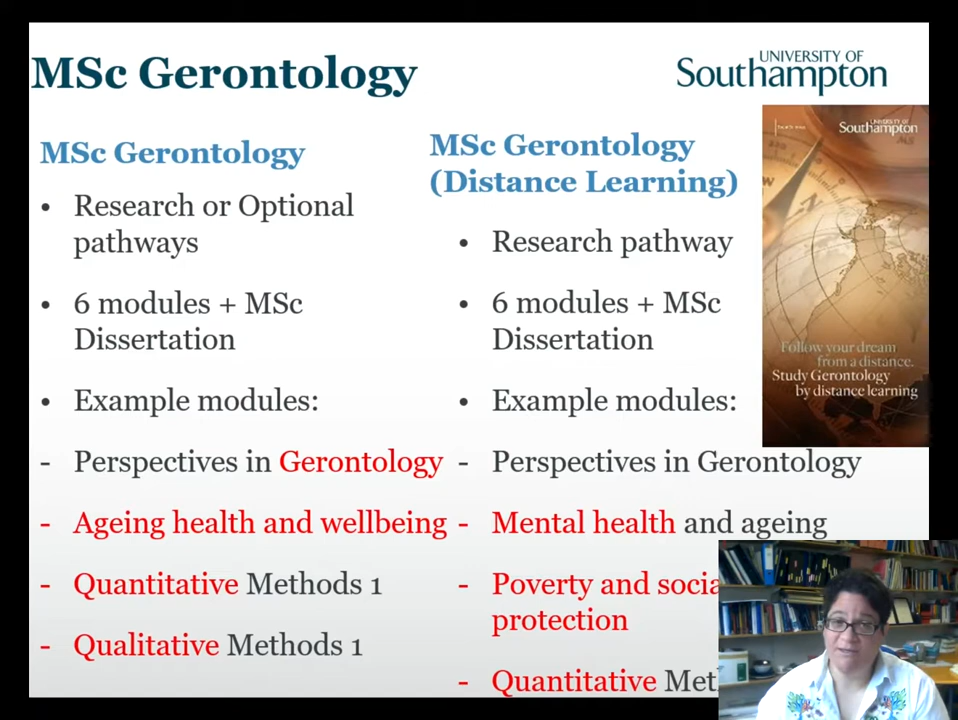 MSc Gerontology
UNIVERSITY OF
Southampton
MSc Gerontology
• Research or Optional
pathways
• 6 modules + MSc
Dissertation
• Example modules:
- Perspectives in Gerontology
- Ageing health and wellbeing
- Quantitative Methods 1
- Qualitative Methods 1
MSc Gerontology
(Distance Learning)
• Research pathway
• 6 modules + MSc
Dissertation
• Example modules:
- Perspectives in Gerontology
- Mental health and ageing
- Poverty and socia
protection
- Quantitative Met
UNIVERSITY OF
Southampton
Follow your dream
from a distance.
Study Gerontology
by distance learning